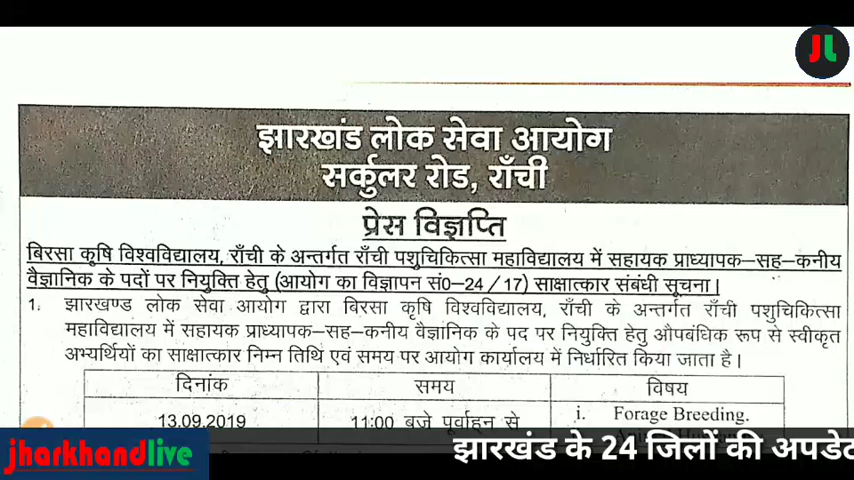 JL
झारखंड लोक सेवा आयोग
सर्कुलर रोड, राँची
प्रेस विज्ञप्ति
बिरसा कृषि विश्वविद्यालय, राँची के अन्तर्गत राँची पशुचिकित्सा महाविद्यालय में सहायक प्राध्यापक–सह–कनीय
वैज्ञानिक के पदों पर नियुक्ति हेतु (आयोग का विज्ञापन सं0–24/17) साक्षात्कार संबंधी सूचना।
1. झारखण्ड लोक सेवा आयोग द्वारा बिरसा कृषि विश्वविद्यालय, राँची के अन्तर्गत राँची पशुचिकित्सा
महाविद्यालय में सहायक प्राध्यापक–सह–कनीय वैज्ञानिक के पद पर नियुक्ति हेतु औपबंधिक रूप से स्वीकृत
अभ्यर्थियों का साक्षात्कार निम्न तिथि एवं समय पर आयोग कार्यालय में निर्धारित किया जाता है।
दिनांक समय विषय
13.09.2019 11:00 बजे पूर्वाहन से i. Forage Breeding.
jharkhandlive झारखंड के 24 जिलों की अपडेट